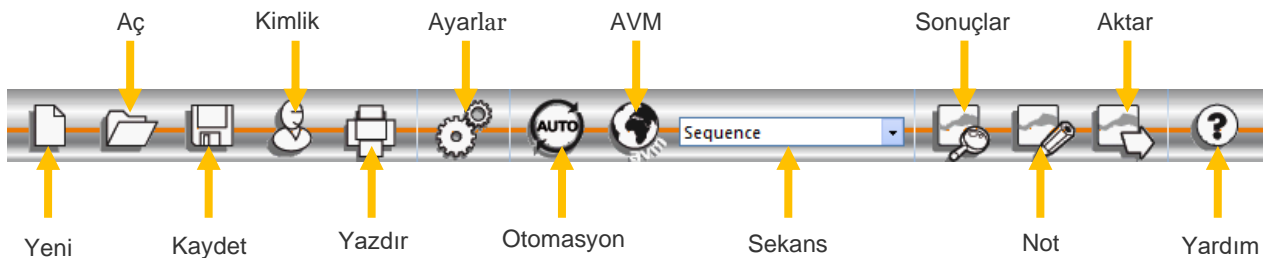 Aç Kimlik Ayarlar AVM Sonuçlar Aktar
AUTO Sequence ?
Yeni Kaydet Yazdır Otomasyon Sekans Not Yardım